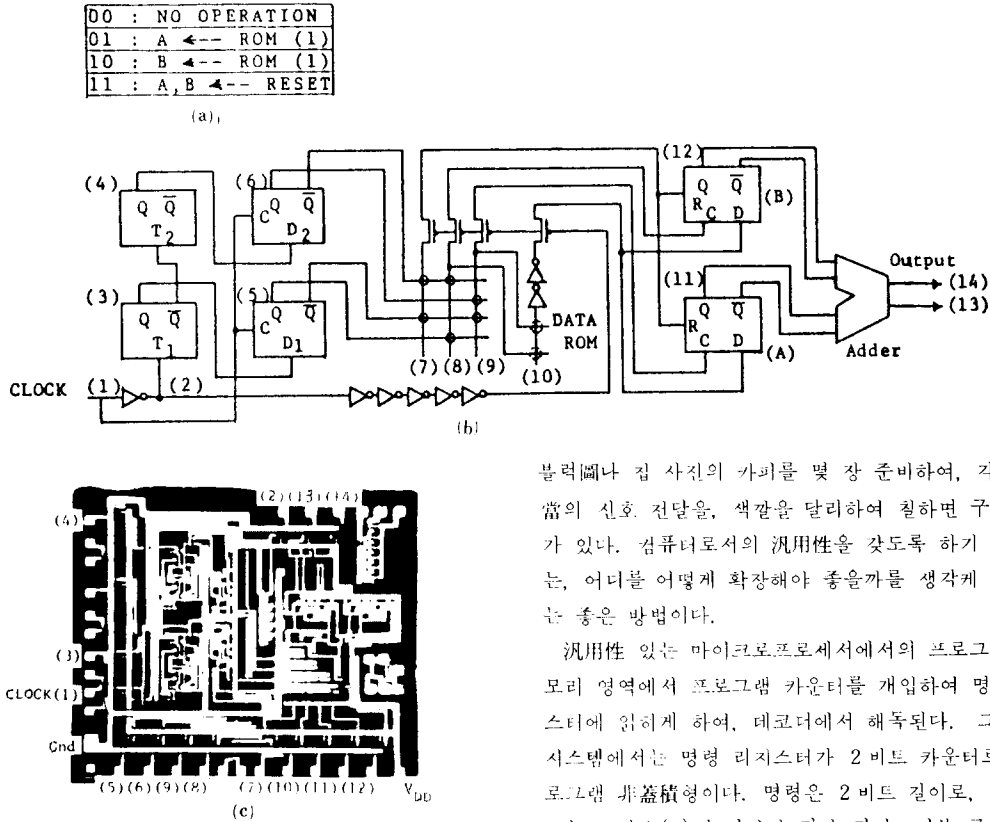 00 : NO OPERATION
01 : A ←-- ROM (1)
10 : B ←-- ROM (1)
11 : A,B ←-- RESET
(a)
(4)
Q Q̅
T2
(6)
Q Q̅
C
D2
(3)
Q Q̅
T1
(5)
Q Q̅
C
D1
CLOCK (1)
(2)
(7) (8) (9)
DATA
ROM
(10)
(12)
Q Q̅
R C D
(B)
(11)
Q Q̅
R
C D
(A)
Output
(14)
(13)
Adder
(b)
(2)(13)(14)
(4)
(3)
CLOCK(1)
Gnd
(5)(6)(9)(8) (7)(10)(11)(12) VDD
(c)
블럭圖나 칩 사진의 카피를 몇 장 준비하여, 각
當의 신호 전달을, 색깔을 달리하여 칠하면 구
가 있다. 컴퓨터로서의 汎用性을 갖도록 하기
는, 어디를 어떻게 확장해야 좋을까를 생각케
는 좋은 방법이다.
汎用性 있는 마이크로프로세서에서의 프로그
모리 영역에서 프로그램 카운터를 개입하여 명
스터에 읽히게 하여, 데코더에서 해독된다. 그
시스템에서는 명령 리지스터가 2 비트 카운터로
로그램 非蓄積형이다. 명령은 2 비트 길이로,